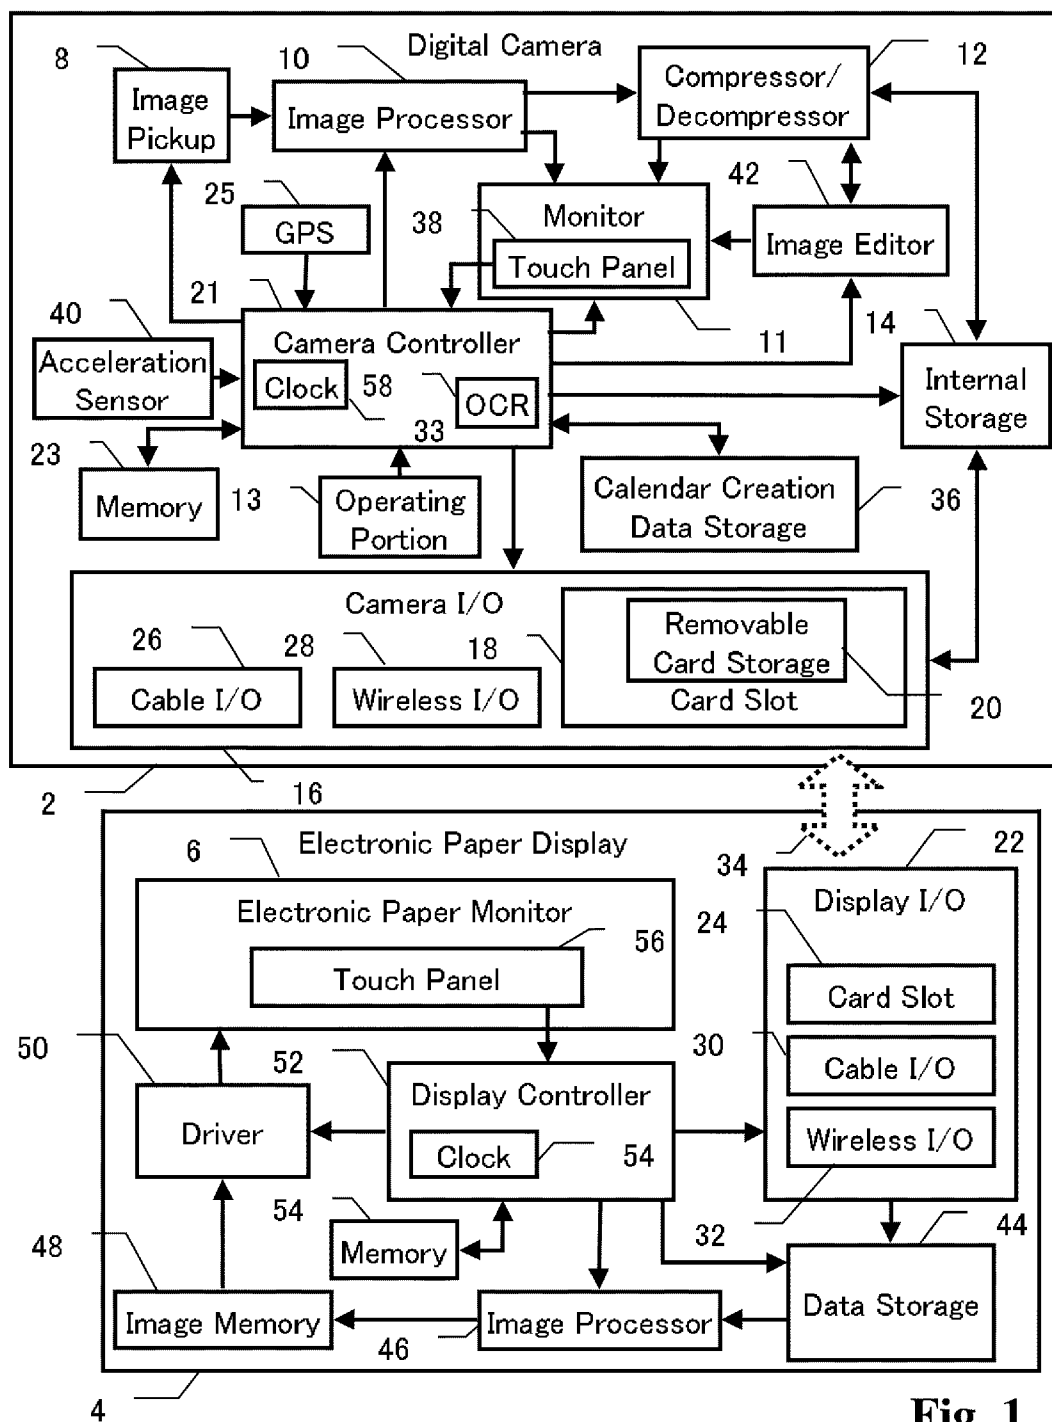 Digital Camera
8
10
12
Image
Pickup
Image Processor
Compressor/
Decompressor
25
GPS
38
Monitor
Touch Panel
42
Image Editor
21
40
Acceleration
Sensor
Camera Controller
Clock
58
OCR
33
11
14
Internal
Storage
23
Memory
13
Operating
Portion
Calendar Creation
Data Storage
36
Camera I/O
26
Cable I/O
28
Wireless I/O
18
Removable
Card Storage
Card Slot
20
2
16
Electronic Paper Display
6
34
22
Electronic Paper Monitor
56
Touch Panel
Display I/O
24
Card Slot
30
Cable I/O
Wireless I/O
50
52
Driver
Display Controller
Clock
54
54
Memory
32
44
48
Image Memory
46
Image Processor
Data Storage
4
Fig. 1